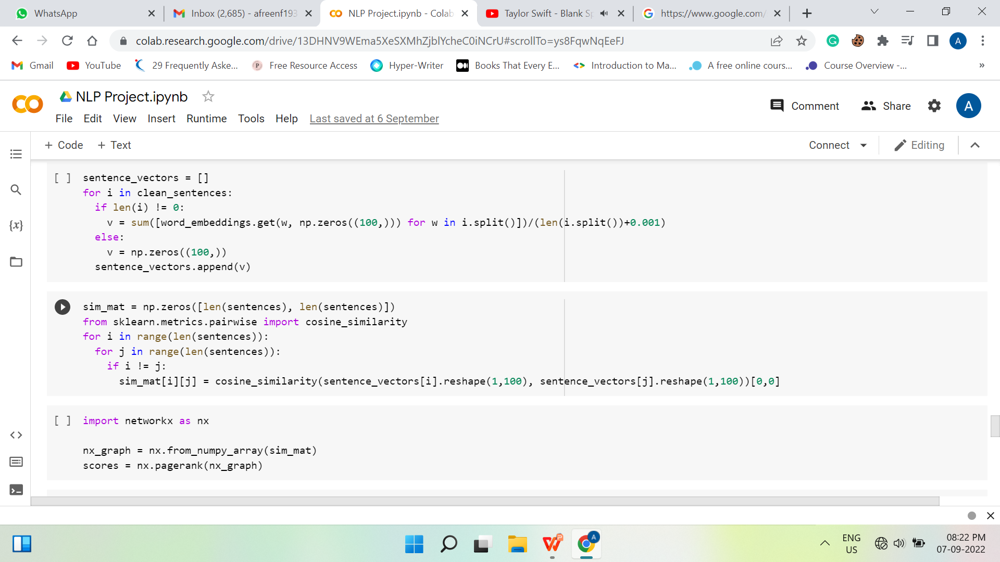 WhatsApp
Inbox (2,685) - afreenf193
NLP Project.ipynb - Colab
Taylor Swift - Blank Sp
https://www.google.com/
colab.research.google.com/drive/13DHNV9WEma5XeSXMhZjblYcheC0iNCrU#scrollTo=ys8FqwNqEeFJ
A
Gmail
YouTube
29 Frequently Aske...
Free Resource Access
Hyper-Writer
Books That Every E...
Introduction to Ma...
A free online cours...
Course Overview -...
»
NLP Project.ipynb
File Edit View Insert Runtime Tools Help Last saved at 6 September
Comment
Share
A
+ Code + Text
Connect
Editing
[ ] sentence_vectors = []
for i in clean_sentences:
  if len(i) != 0:
    v = sum([word_embeddings.get(w, np.zeros((100,))) for w in i.split()])/(len(i.split())+0.001)
  else:
    v = np.zeros((100,))
  sentence_vectors.append(v)
sim_mat = np.zeros([len(sentences), len(sentences)])
from sklearn.metrics.pairwise import cosine_similarity
for i in range(len(sentences)):
  for j in range(len(sentences)):
    if i != j:
      sim_mat[i][j] = cosine_similarity(sentence_vectors[i].reshape(1,100), sentence_vectors[j].reshape(1,100))[0,0]
[ ] import networkx as nx
nx_graph = nx.from_numpy_array(sim_mat)
scores = nx.pagerank(nx_graph)
{x}
<>
A
ENG
US
08:22 PM
07-09-2022